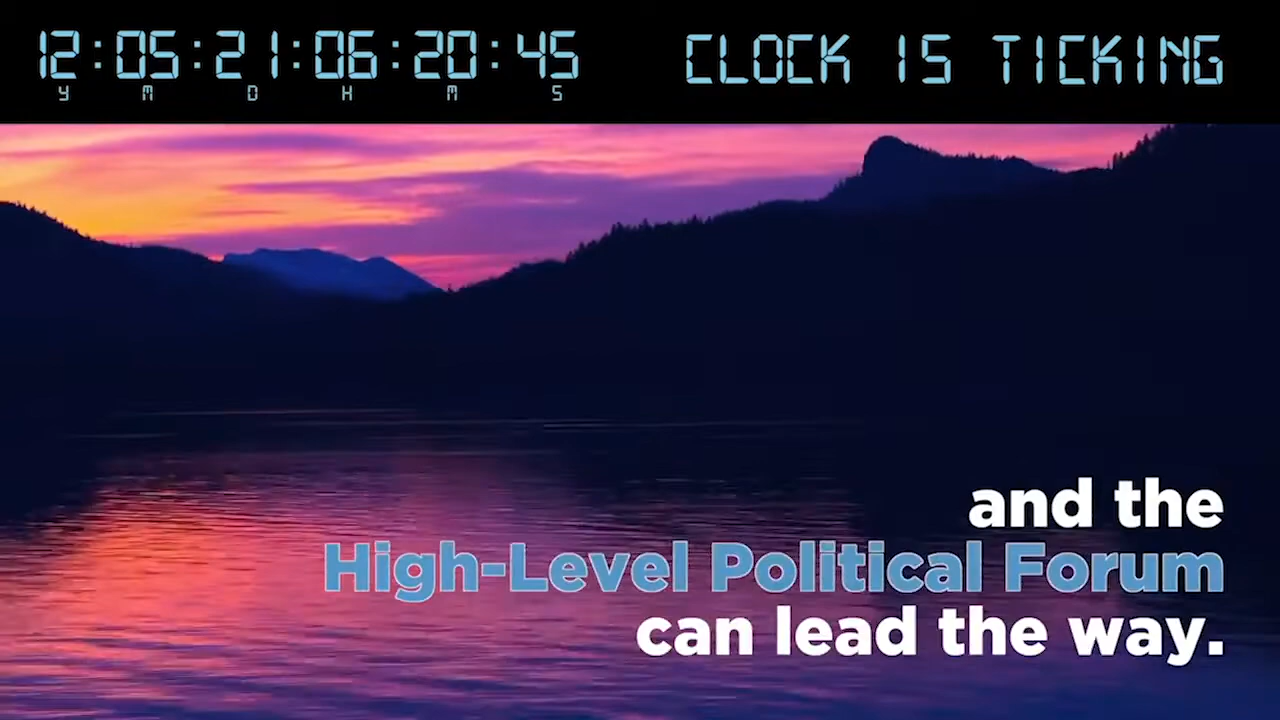 12:05:21:06:20:45
Y M D H M S
CLOCK IS TICKING
and the
High-Level Political Forum
can lead the way.